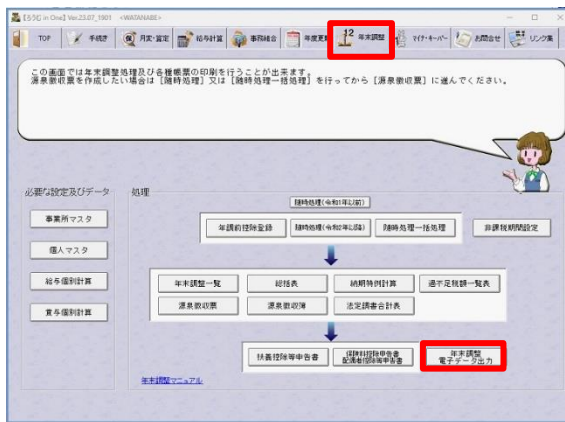 【ろうむ in One】 Ver.23.07_1901 <WATANABE>
TOP 手続き 月変・算定 給与計算 事務組合 年度更新 12 年末調整 マイナンバー お問合せ リンク集
この画面では年末調整処理及び各種帳票の印刷を行うことが出来ます。
源泉徴収票を作成したい場合は［随時処理］又は［随時処理一括処理］を行ってから［源泉徴収票］に進んでください。
必要な設定及びデータ
処理
事業所マスタ
個人マスタ
給与個別計算
賞与個別計算
随時処理(令和1年以前)
年調前控除登録 随時処理(令和2年以降) 随時処理一括処理 非課税期間設定
年末調整一覧 総括表 納期特例計算 過不足税額一覧表
源泉徴収票 源泉徴収簿 法定調書合計表
扶養控除等申告書
保険料控除申告書
配偶者控除等申告書
年末調整
電子データ出力
年末調整マニュアル